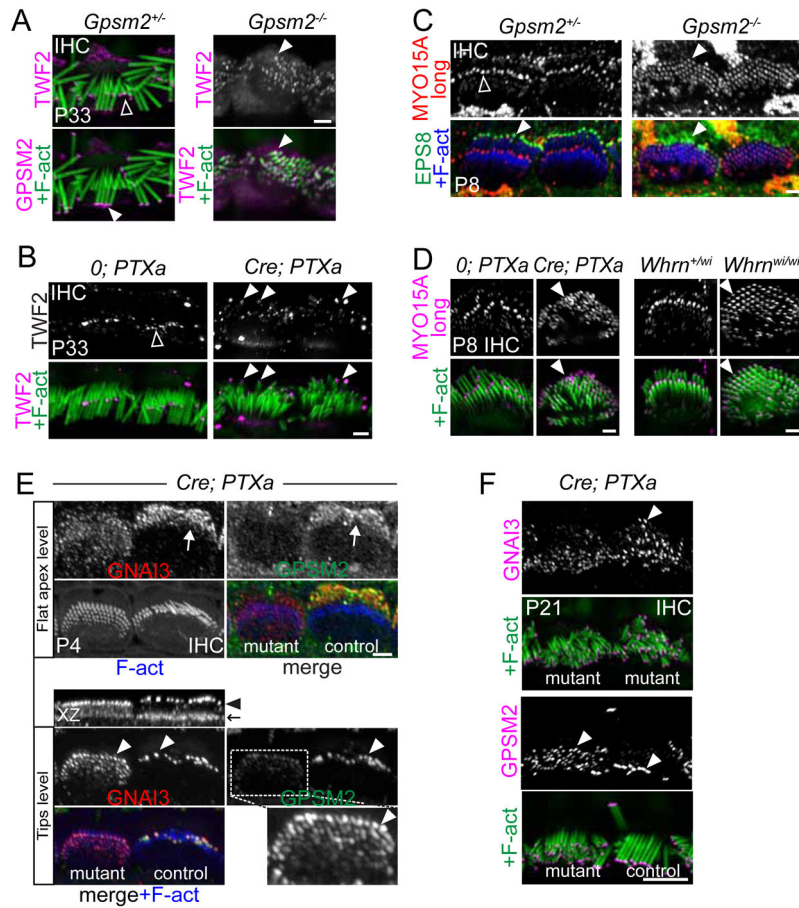 A
Gpsm2+/-
Gpsm2-/-
TWF2
IHC
P33
TWF2
GPSM2
+F-act
TWF2
+F-act
B
0; PTXa
Cre; PTXa
TWF2
IHC
P33
TWF2
+F-act
C
Gpsm2+/-
Gpsm2-/-
MYO15A
long
IHC
EPS8
+F-act
P8
D
0; PTXa
Cre; PTXa
Whrn+/wi
Whrnwi/wi
MYO15A
long
P8 IHC
+F-act
E
Cre; PTXa
Flat apex level
GNAI3
GPSM2
P4
IHC
mutant
control
F-act
merge
XZ
Tips level
GNAI3
GPSM2
mutant
control
merge+F-act
F
Cre; PTXa
GNAI3
P21
IHC
+F-act
mutant
mutant
GPSM2
+F-act
mutant
control